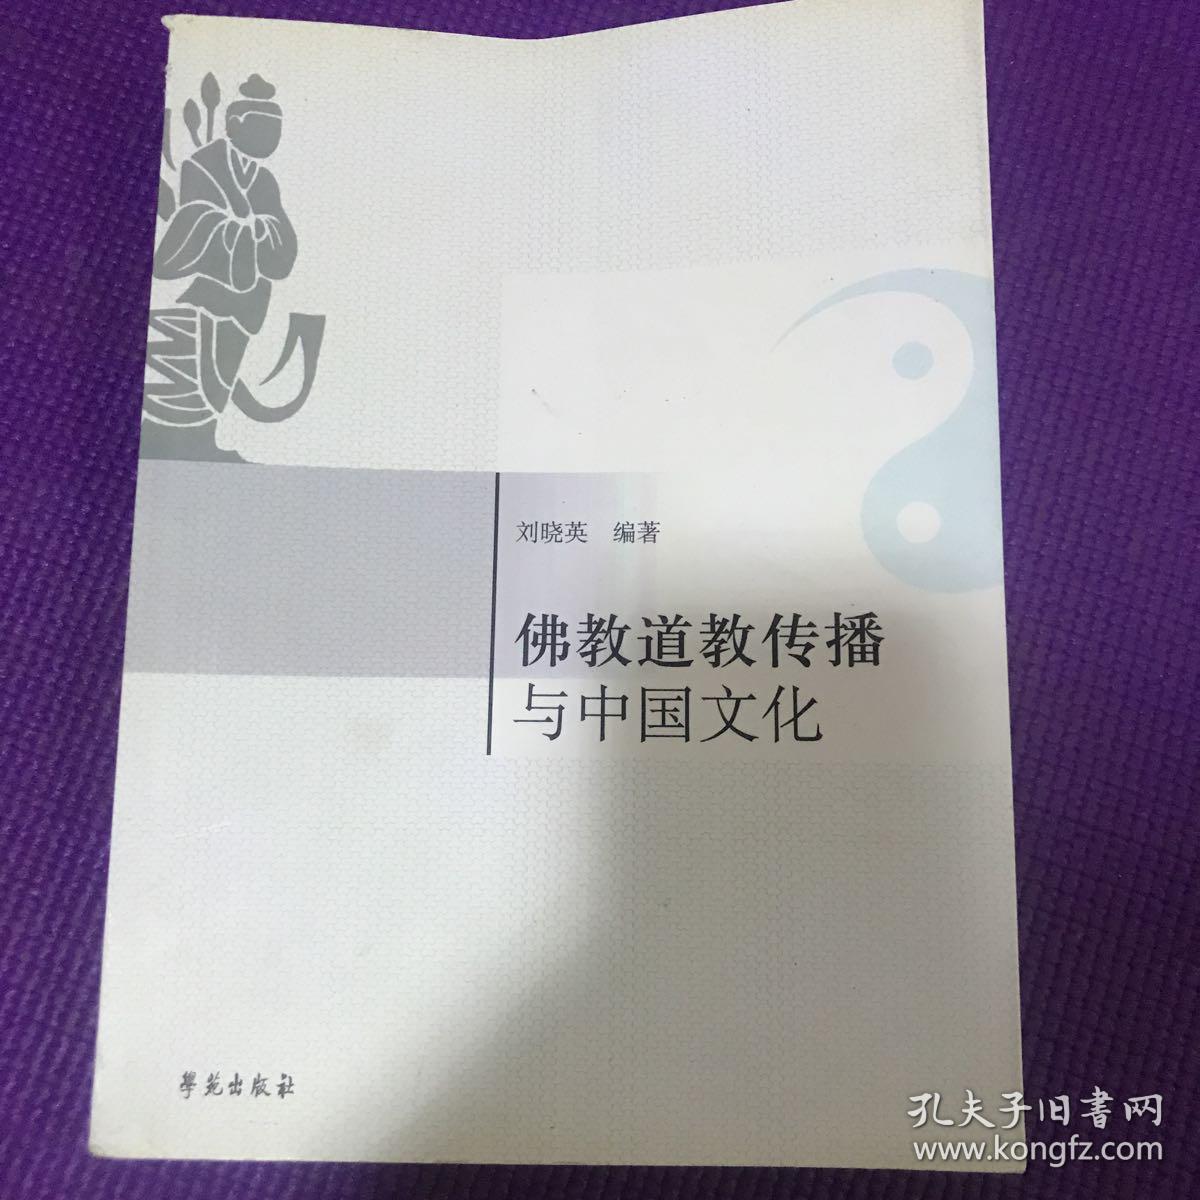 刘晓英 编著
佛教道教传播
与中国文化
學苑出版社
孔夫子旧書网
www.kongfz.com